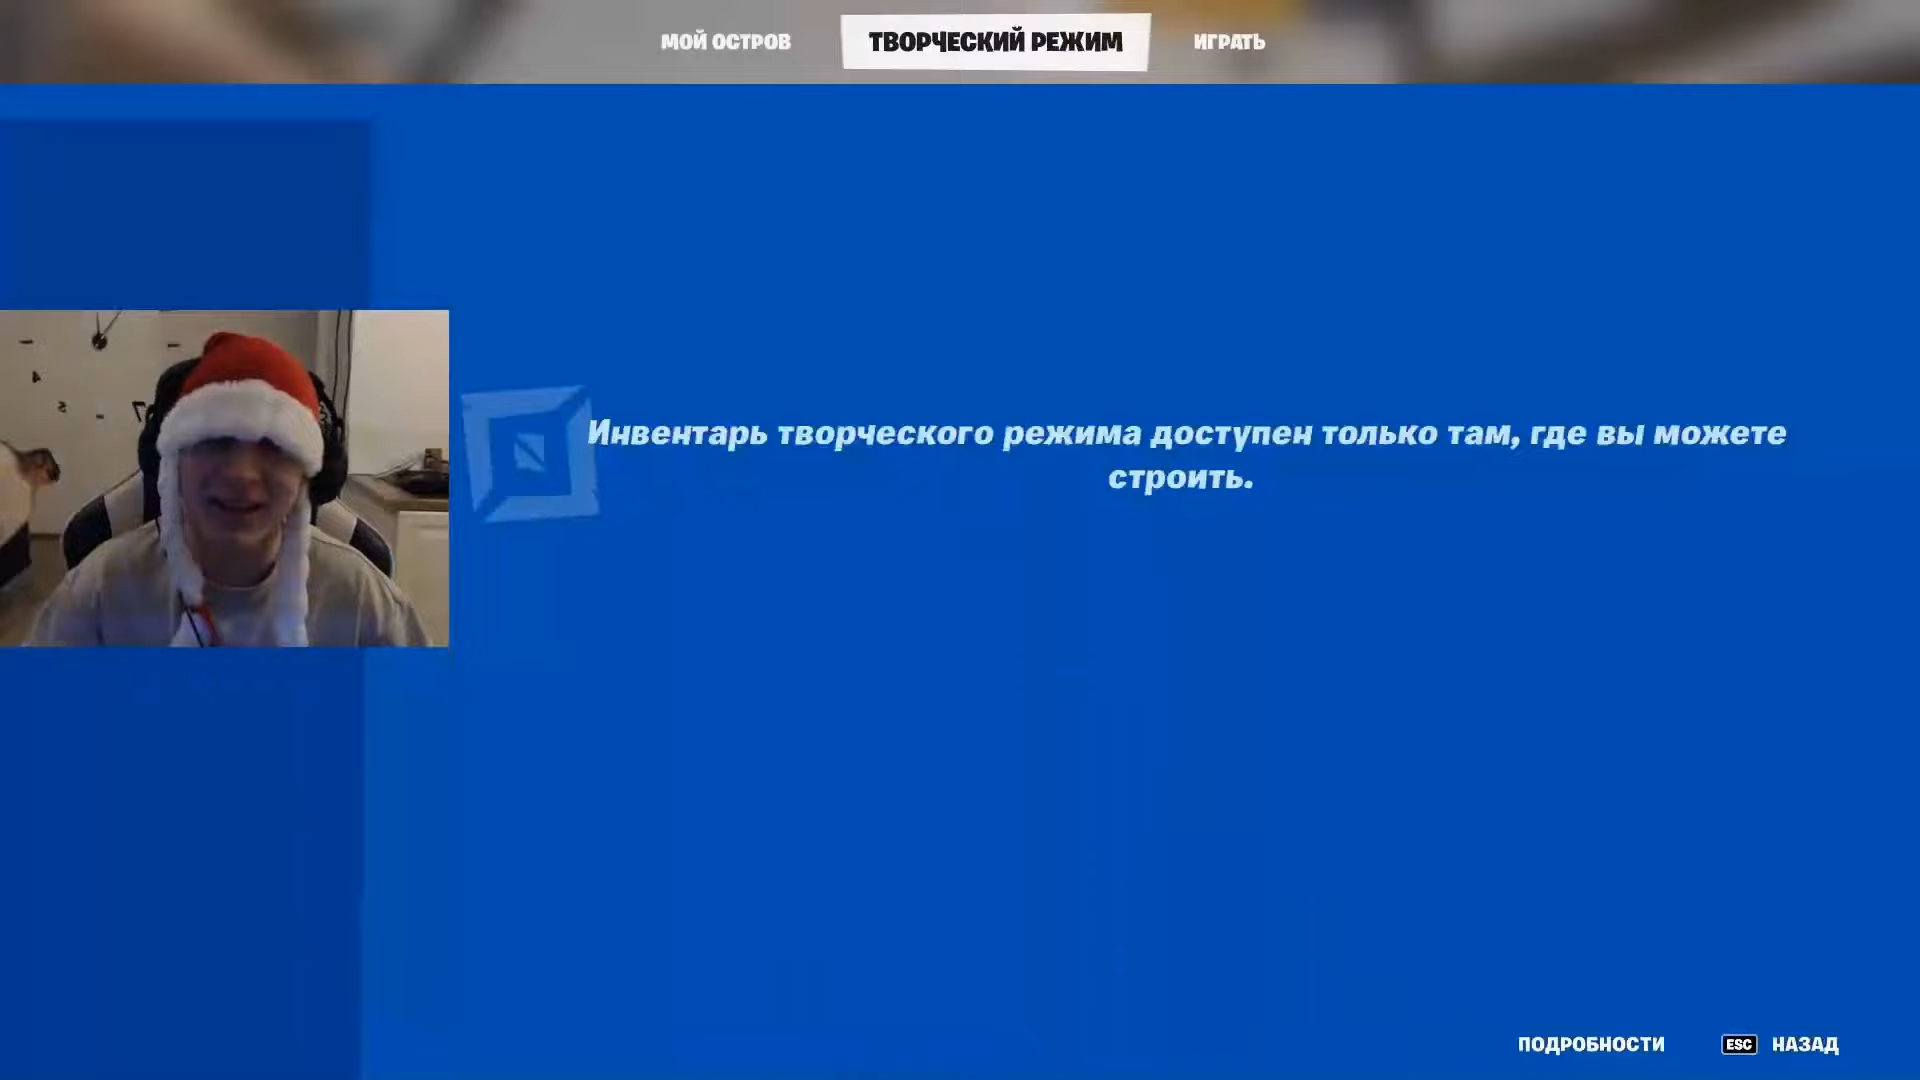 МОЙ ОСТРОВ
ТВОРЧЕСКИЙ РЕЖИМ
ИГРАТЬ
Инвентарь творческого режима доступен только там, где вы можете
строить.
ПОДРОБНОСТИ
ESC НАЗАД